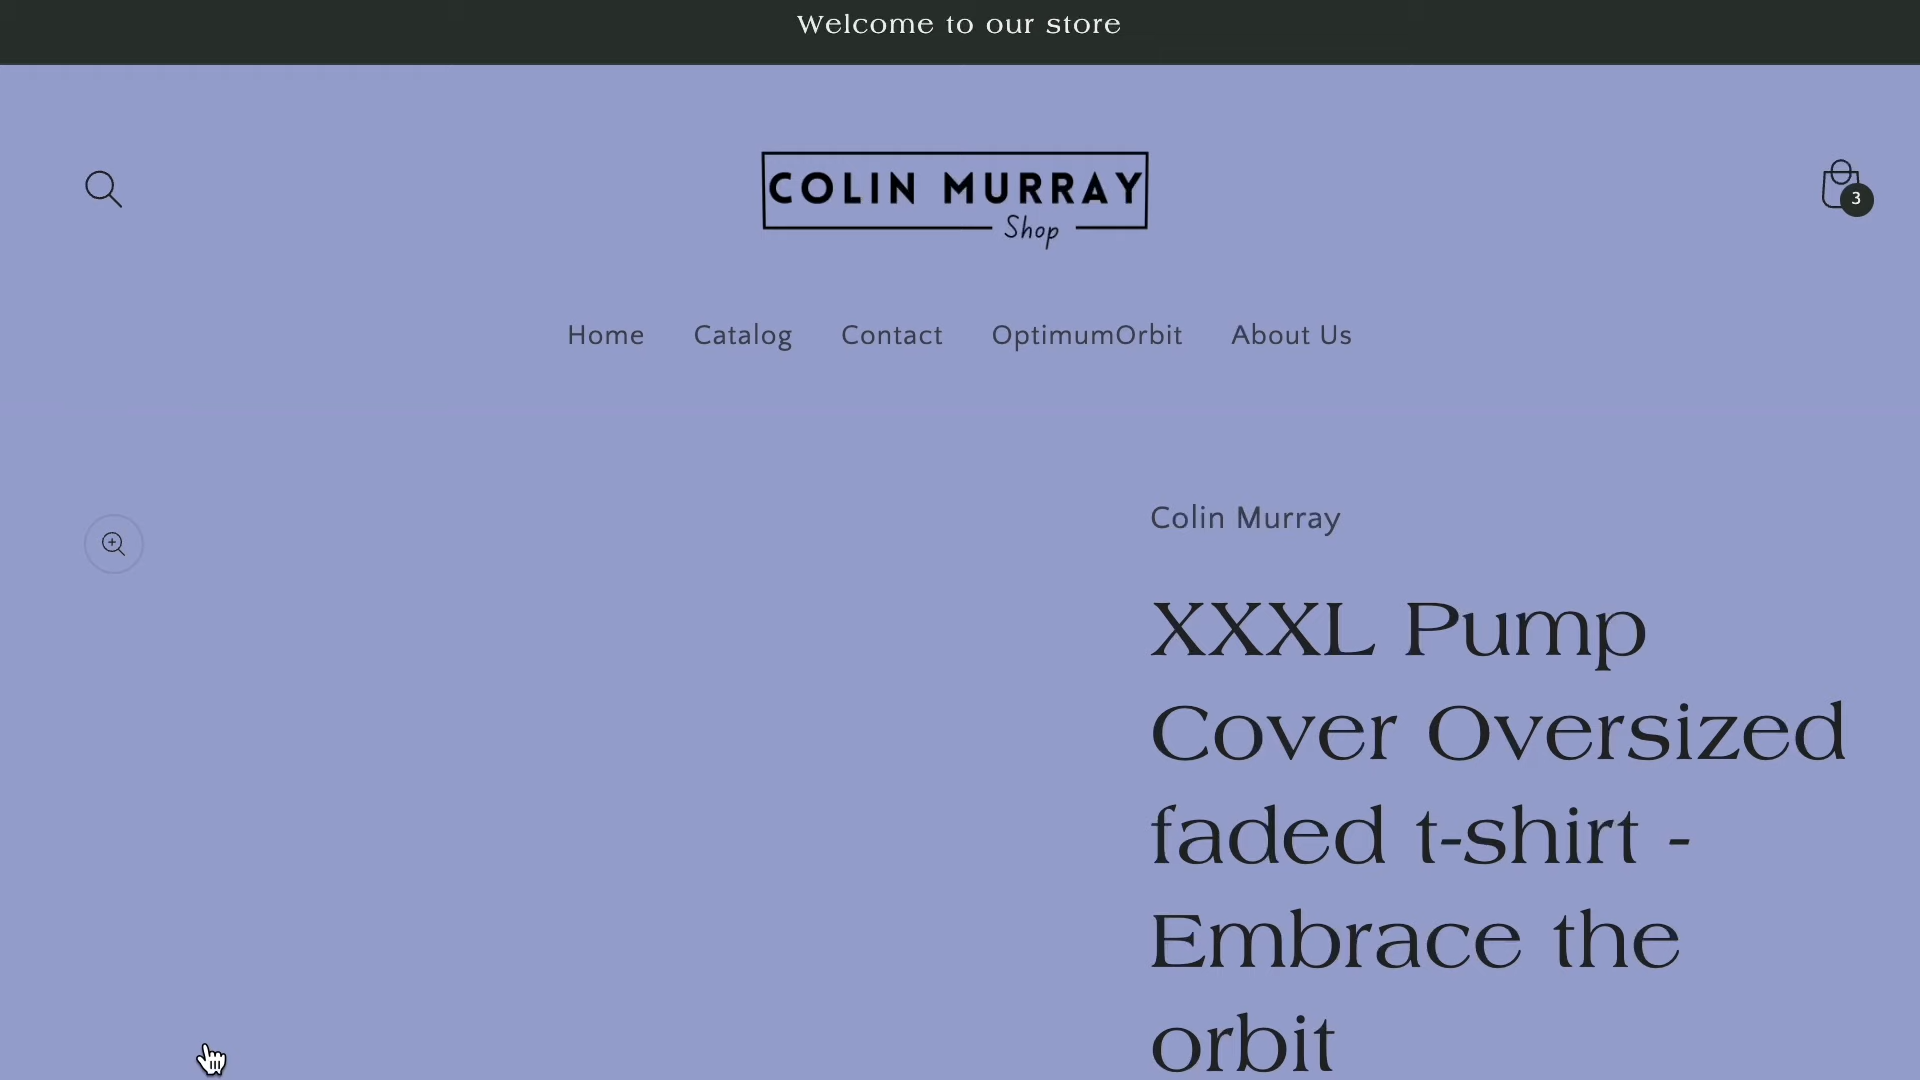 Welcome to our store
COLIN MURRAY
Shop
3
Home Catalog Contact OptimumOrbit About Us
Colin Murray
XXXL Pump
Cover Oversized
faded t-shirt -
Embrace the
orbit